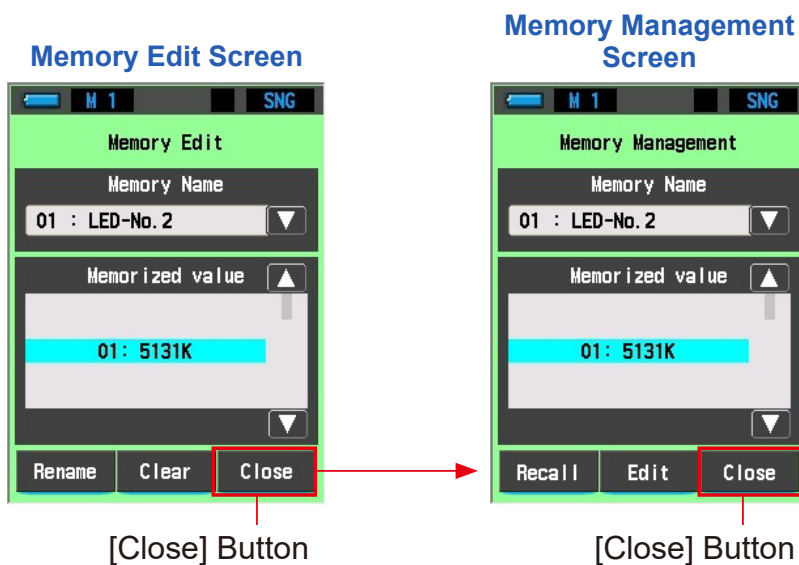 Memory Edit Screen
M 1 SNG
Memory Edit
Memory Name
01 : LED-No.2
Memorized value
01: 5131K
Rename Clear Close
[Close] Button
Memory Management
Screen
M 1 SNG
Memory Management
Memory Name
01 : LED-No.2
Memorized value
01: 5131K
Recall Edit Close
[Close] Button